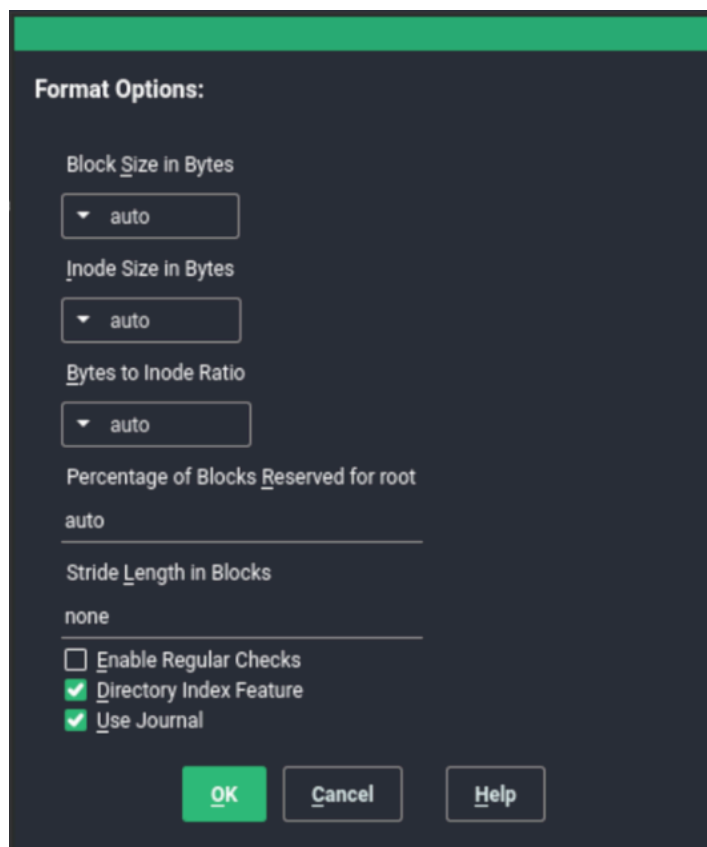 Format Options:
Block Size in Bytes
auto
Inode Size in Bytes
auto
Bytes to Inode Ratio
auto
Percentage of Blocks Reserved for root
auto
Stride Length in Blocks
none
Enable Regular Checks
Directory Index Feature
Use Journal
OK Cancel Help